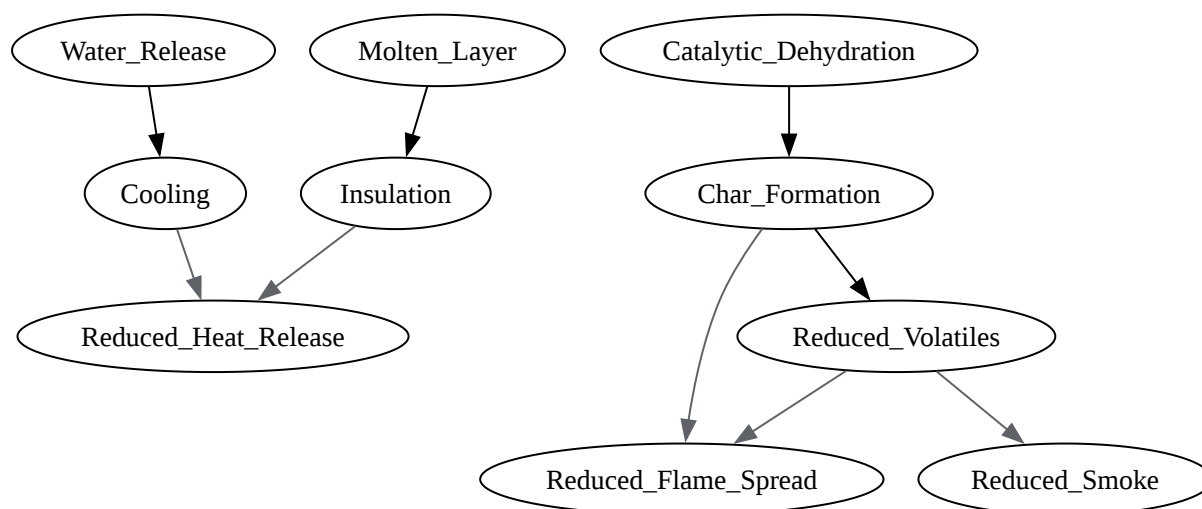 Water_Release
Molten_Layer
Catalytic_Dehydration
Cooling
Insulation
Char_Formation
Reduced_Heat_Release
Reduced_Volatiles
Reduced_Flame_Spread
Reduced_Smoke